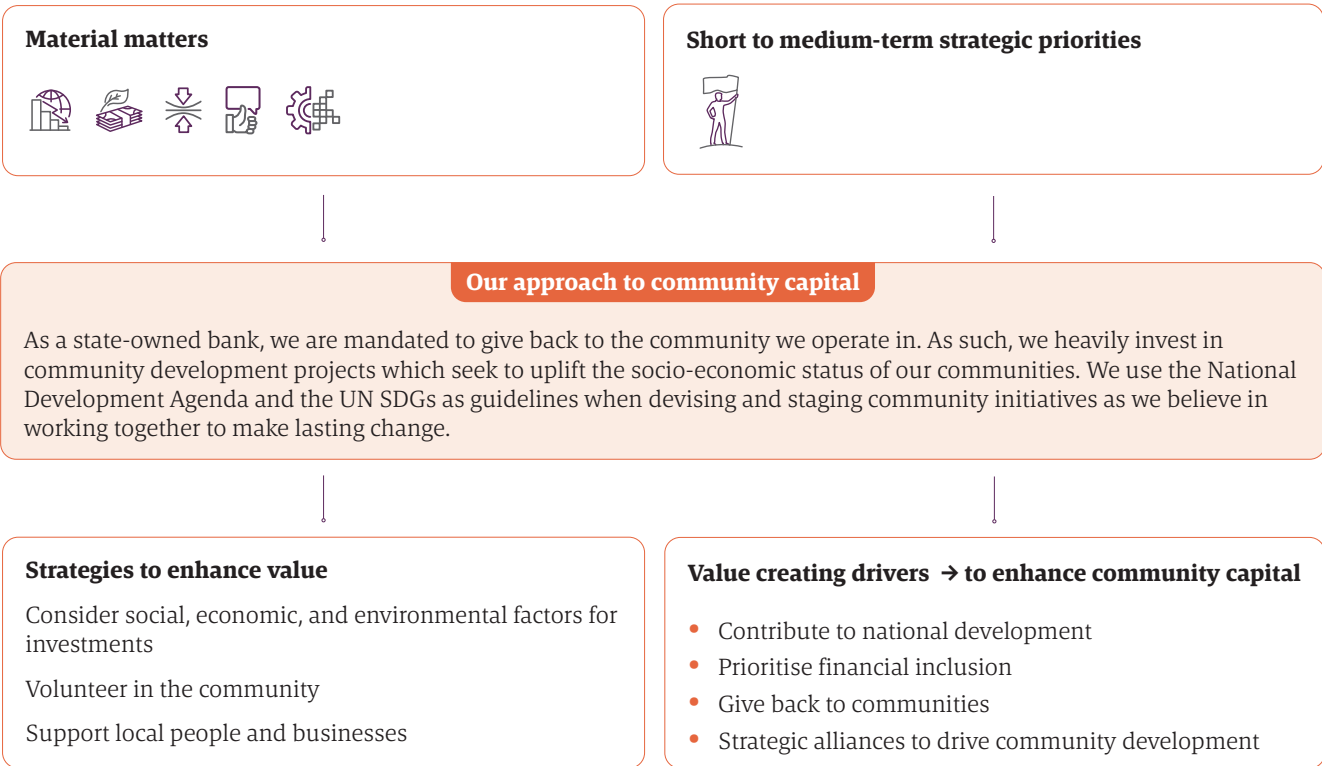 Material matters
Short to medium-term strategic priorities
Our approach to community capital
As a state-owned bank, we are mandated to give back to the community we operate in. As such, we heavily invest in
community development projects which seek to uplift the socio-economic status of our communities. We use the National
Development Agenda and the UN SDGs as guidelines when devising and staging community initiatives as we believe in
working together to make lasting change.
Strategies to enhance value
Consider social, economic, and environmental factors for
investments
Volunteer in the community
Support local people and businesses
Value creating drivers → to enhance community capital
• Contribute to national development
• Prioritise financial inclusion
• Give back to communities
• Strategic alliances to drive community development